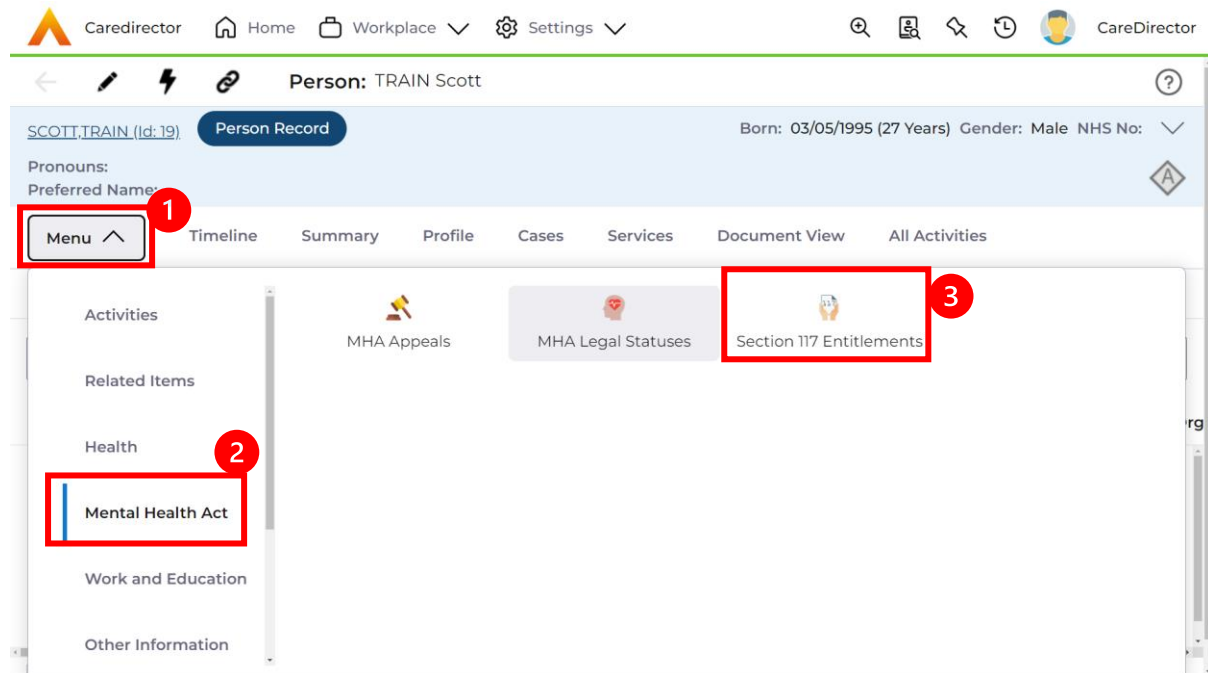 Caredirector Home Workplace Settings CareDirector
Person: TRAIN Scott
SCOTT,TRAIN (Id: 19) Person Record Born: 03/05/1995 (27 Years) Gender: Male NHS No:
Pronouns:
Preferred Name:
1
Menu Timeline Summary Profile Cases Services Document View All Activities
3
Activities
MHA Appeals MHA Legal Statuses Section 117 Entitlements
Related Items
rg
Health
2
Mental Health Act
Work and Education
Other Information